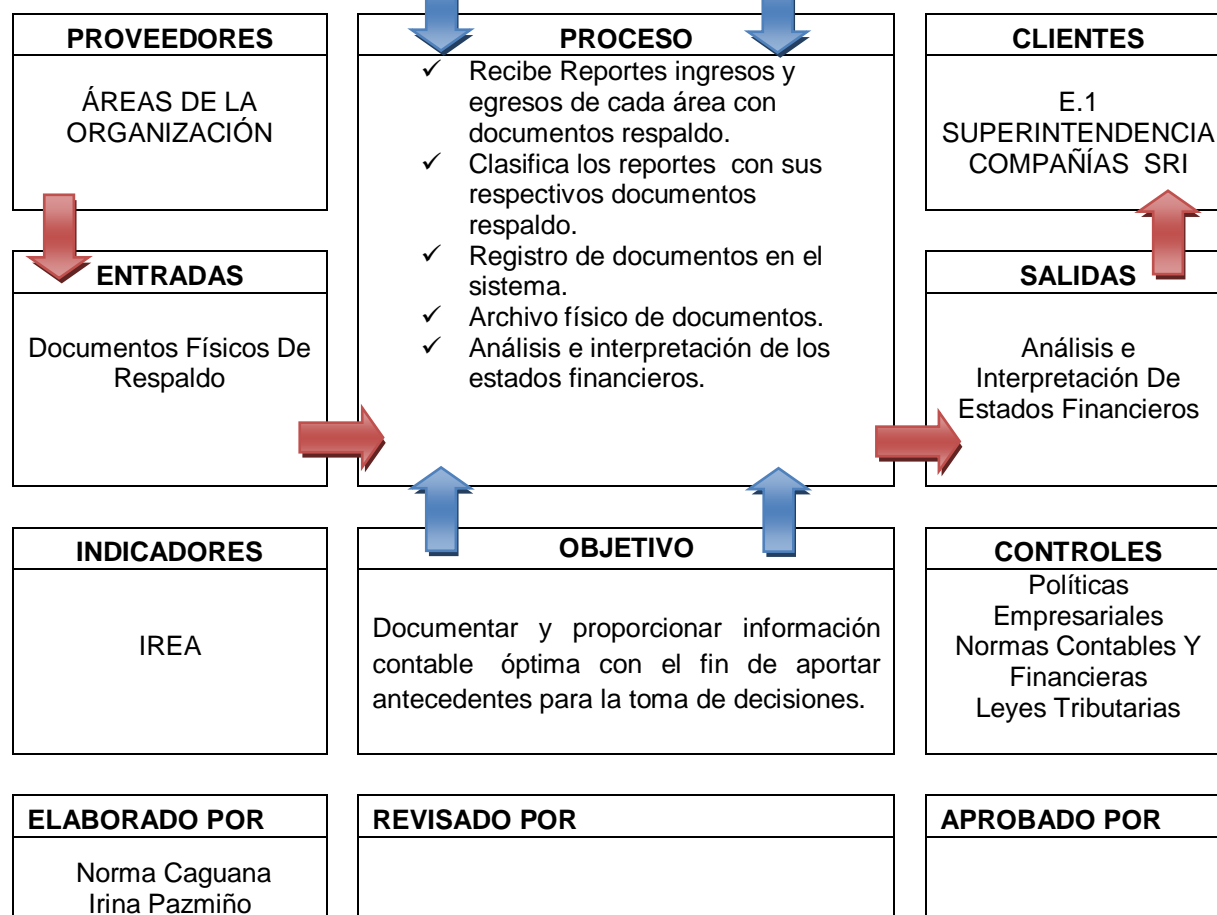 PROVEEDORES
ÁREAS DE LA
ORGANIZACIÓN
ENTRADAS
Documentos Físicos De
Respaldo
PROCESO
✓ Recibe Reportes ingresos y
egresos de cada área con
documentos respaldo.
✓ Clasifica los reportes con sus
respectivos documentos
respaldo.
✓ Registro de documentos en el
sistema.
✓ Archivo físico de documentos.
✓ Análisis e interpretación de los
estados financieros.
CLIENTES
E.1
SUPERINTENDENCIA
COMPAÑÍAS SRI
SALIDAS
Análisis e
Interpretación De
Estados Financieros
INDICADORES
IREA
OBJETIVO
Documentar y proporcionar información
contable óptima con el fin de aportar
antecedentes para la toma de decisiones.
CONTROLES
Políticas
Empresariales
Normas Contables Y
Financieras
Leyes Tributarias
ELABORADO POR
Norma Caguana
Irina Pazmiño
REVISADO POR
APROBADO POR